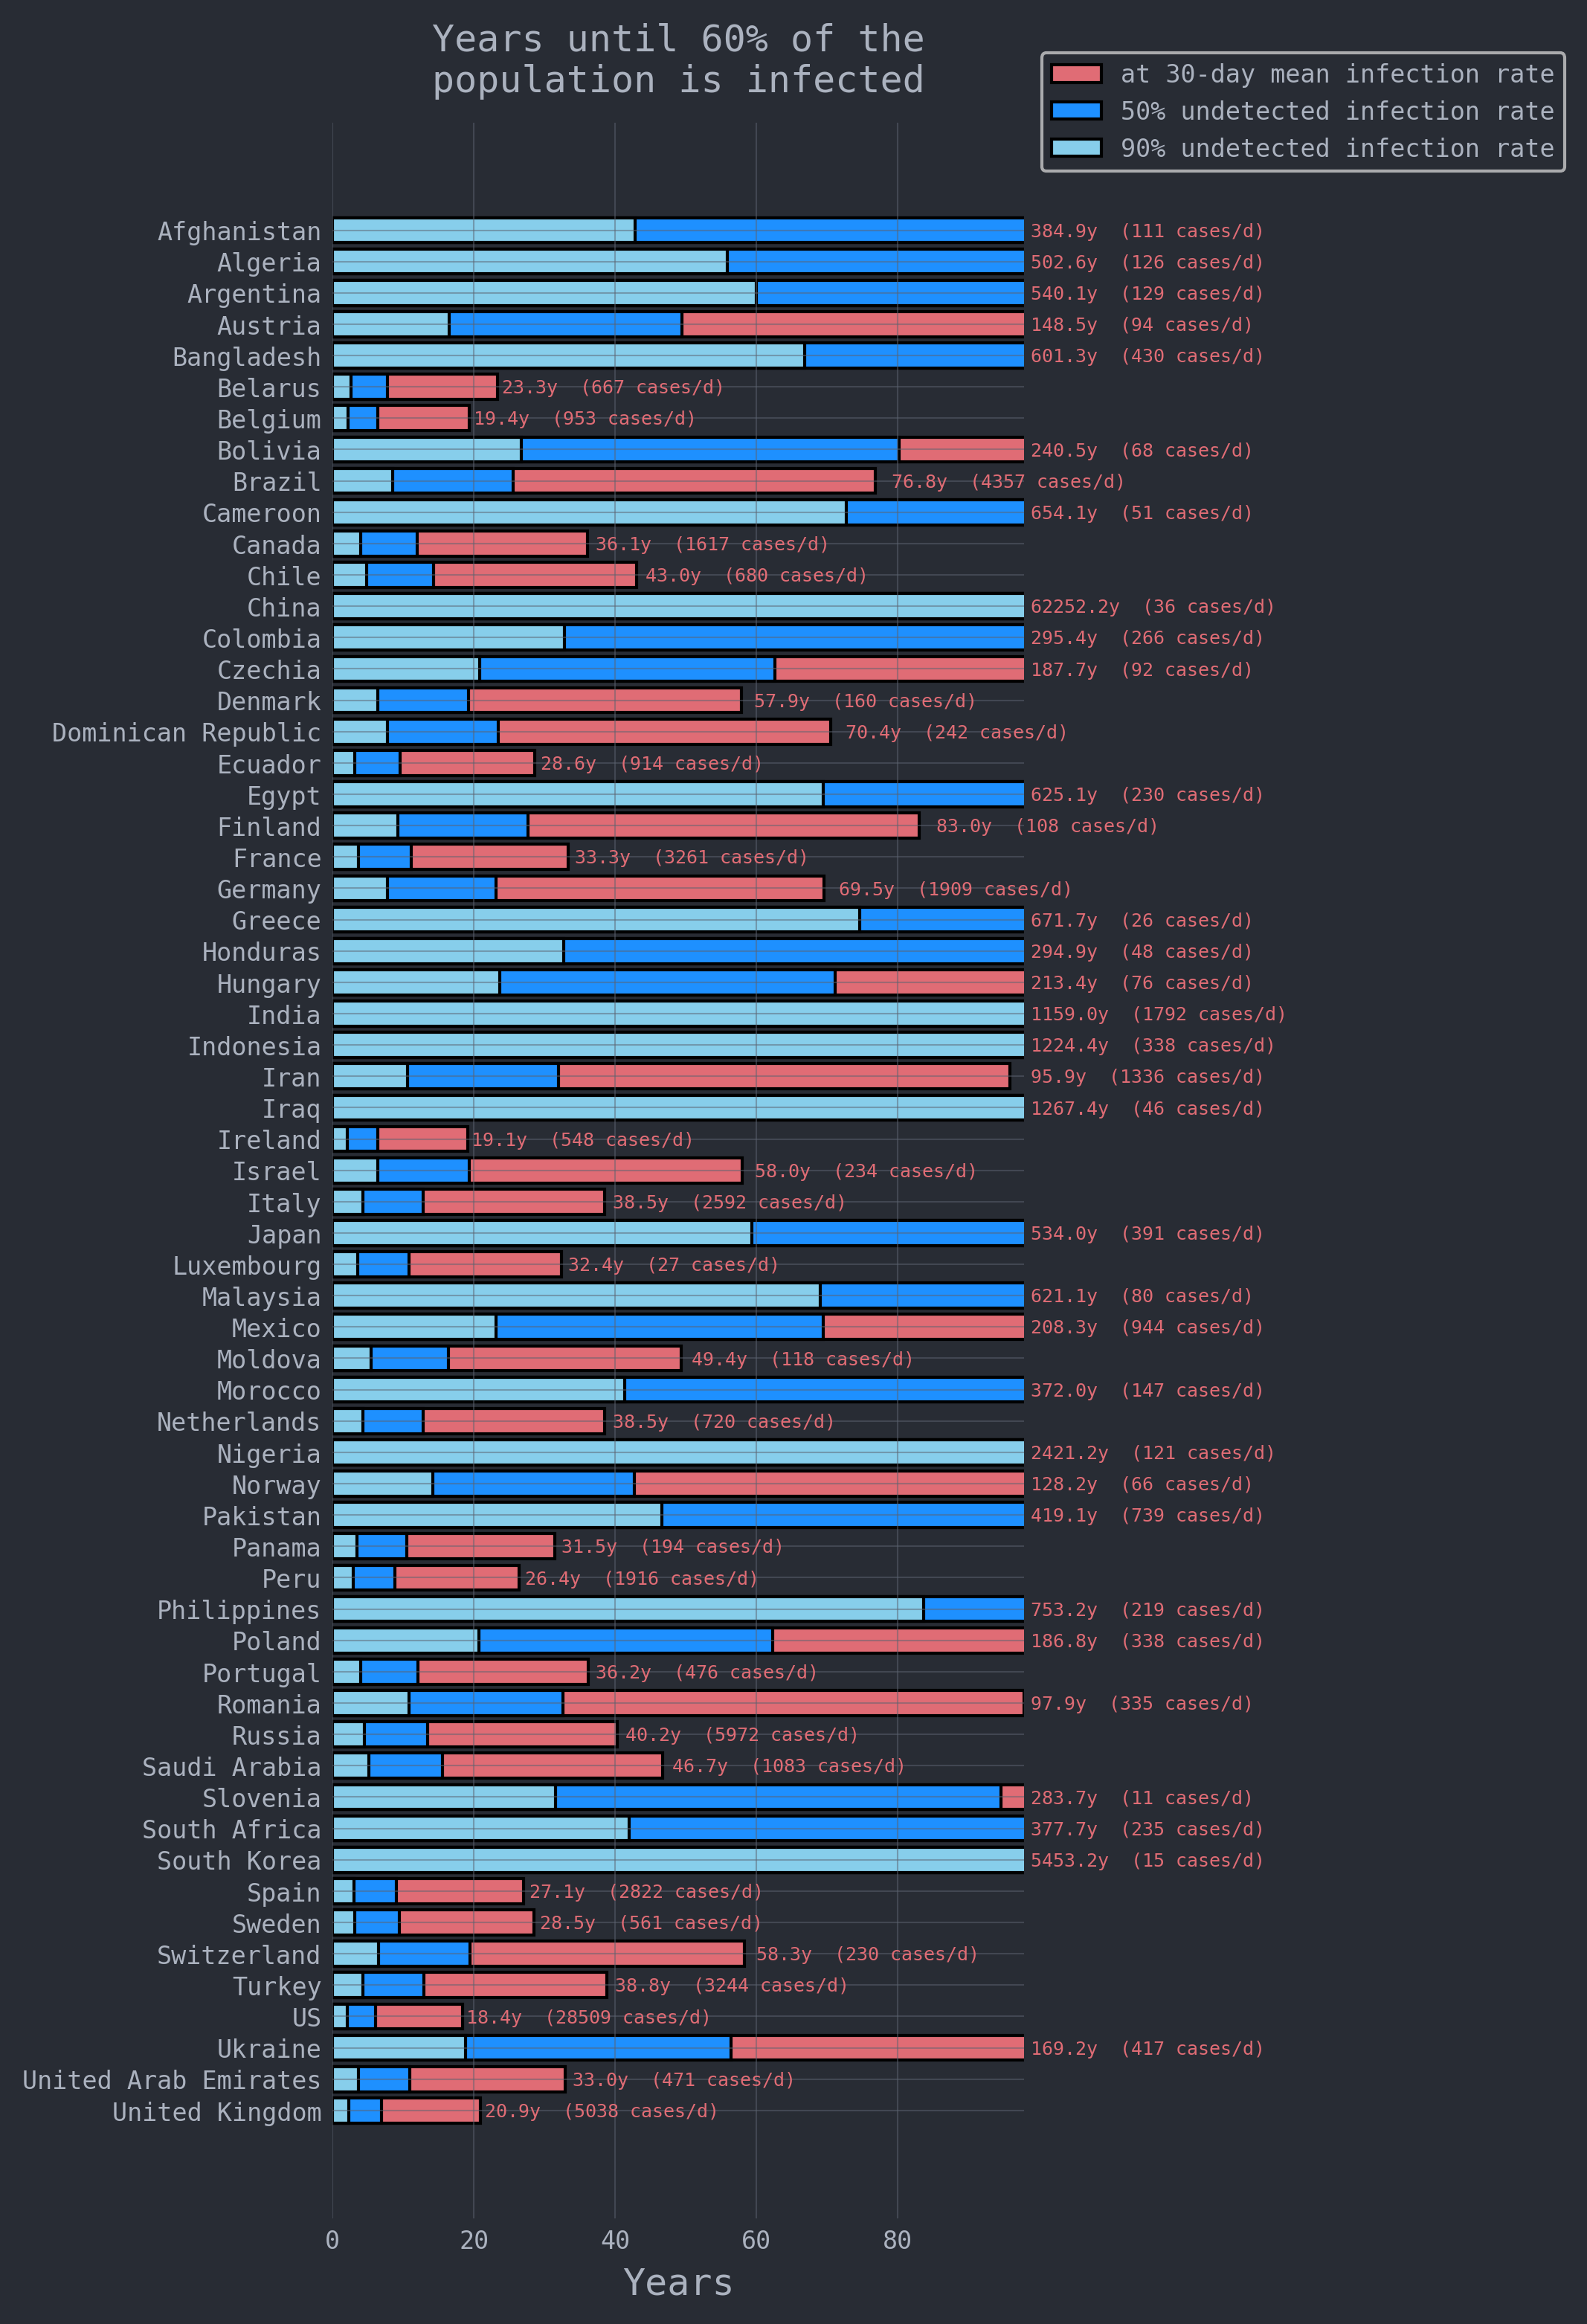 Years until 60% of the
population is infected
at 30-day mean infection rate
50% undetected infection rate
90% undetected infection rate
Afghanistan 384.9y (111 cases/d)
Algeria 502.6y (126 cases/d)
Argentina 540.1y (129 cases/d)
Austria 148.5y (94 cases/d)
Bangladesh 601.3y (430 cases/d)
Belarus 23.3y (667 cases/d)
Belgium 19.4y (953 cases/d)
Bolivia 240.5y (68 cases/d)
Brazil 76.8y (4357 cases/d)
Cameroon 654.1y (51 cases/d)
Canada 36.1y (1617 cases/d)
Chile 43.0y (680 cases/d)
China 62252.2y (36 cases/d)
Colombia 295.4y (266 cases/d)
Czechia 187.7y (92 cases/d)
Denmark 57.9y (160 cases/d)
Dominican Republic 70.4y (242 cases/d)
Ecuador 28.6y (914 cases/d)
Egypt 625.1y (230 cases/d)
Finland 83.0y (108 cases/d)
France 33.3y (3261 cases/d)
Germany 69.5y (1909 cases/d)
Greece 671.7y (26 cases/d)
Honduras 294.9y (48 cases/d)
Hungary 213.4y (76 cases/d)
India 1159.0y (1792 cases/d)
Indonesia 1224.4y (338 cases/d)
Iran 95.9y (1336 cases/d)
Iraq 1267.4y (46 cases/d)
Ireland 19.1y (548 cases/d)
Israel 58.0y (234 cases/d)
Italy 38.5y (2592 cases/d)
Japan 534.0y (391 cases/d)
Luxembourg 32.4y (27 cases/d)
Malaysia 621.1y (80 cases/d)
Mexico 208.3y (944 cases/d)
Moldova 49.4y (118 cases/d)
Morocco 372.0y (147 cases/d)
Netherlands 38.5y (720 cases/d)
Nigeria 2421.2y (121 cases/d)
Norway 128.2y (66 cases/d)
Pakistan 419.1y (739 cases/d)
Panama 31.5y (194 cases/d)
Peru 26.4y (1916 cases/d)
Philippines 753.2y (219 cases/d)
Poland 186.8y (338 cases/d)
Portugal 36.2y (476 cases/d)
Romania 97.9y (335 cases/d)
Russia 40.2y (5972 cases/d)
Saudi Arabia 46.7y (1083 cases/d)
Slovenia 283.7y (11 cases/d)
South Africa 377.7y (235 cases/d)
South Korea 5453.2y (15 cases/d)
Spain 27.1y (2822 cases/d)
Sweden 28.5y (561 cases/d)
Switzerland 58.3y (230 cases/d)
Turkey 38.8y (3244 cases/d)
US 18.4y (28509 cases/d)
Ukraine 169.2y (417 cases/d)
United Arab Emirates 33.0y (471 cases/d)
United Kingdom 20.9y (5038 cases/d)
0 20 40 60 80
Years